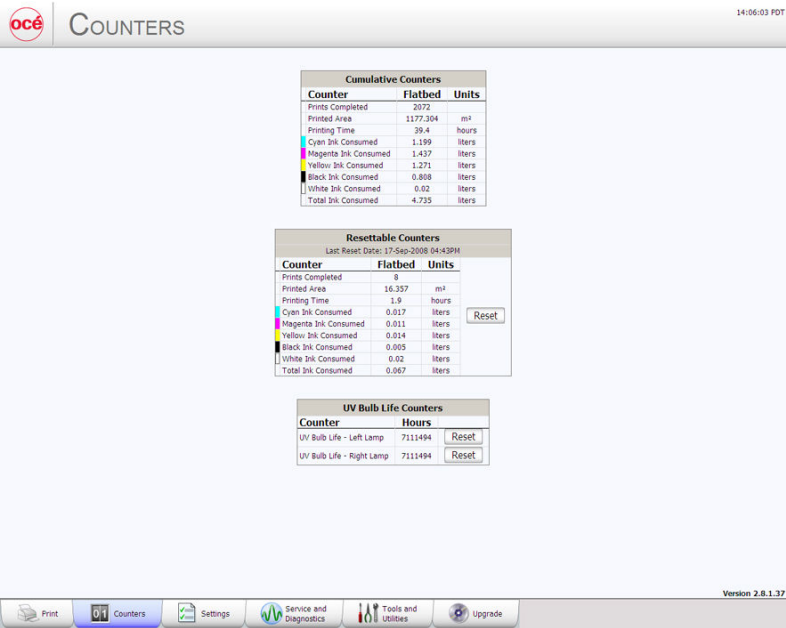 océ COUNTERS 14:06:03 PDT
Cumulative Counters
Counter Flatbed Units
Prints Completed 2072
Printed Area 1177.304 m²
Printing Time 39.4 hours
Cyan Ink Consumed 1.199 liters
Magenta Ink Consumed 1.437 liters
Yellow Ink Consumed 1.271 liters
Black Ink Consumed 0.808 liters
White Ink Consumed 0.02 liters
Total Ink Consumed 4.735 liters
Resettable Counters
Last Reset Date: 17-Sep-2008 04:43PM
Counter Flatbed Units
Prints Completed 8
Printed Area 16.357 m²
Printing Time 1.9 hours
Cyan Ink Consumed 0.017 liters Reset
Magenta Ink Consumed 0.011 liters
Yellow Ink Consumed 0.014 liters
Black Ink Consumed 0.005 liters
White Ink Consumed 0.02 liters
Total Ink Consumed 0.067 liters
UV Bulb Life Counters
Counter Hours
UV Bulb Life - Left Lamp 7111494 Reset
UV Bulb Life - Right Lamp 7111494 Reset
Version 2.8.1.37
Print 01 Counters Settings Service and Diagnostics Tools and Utilities Upgrade